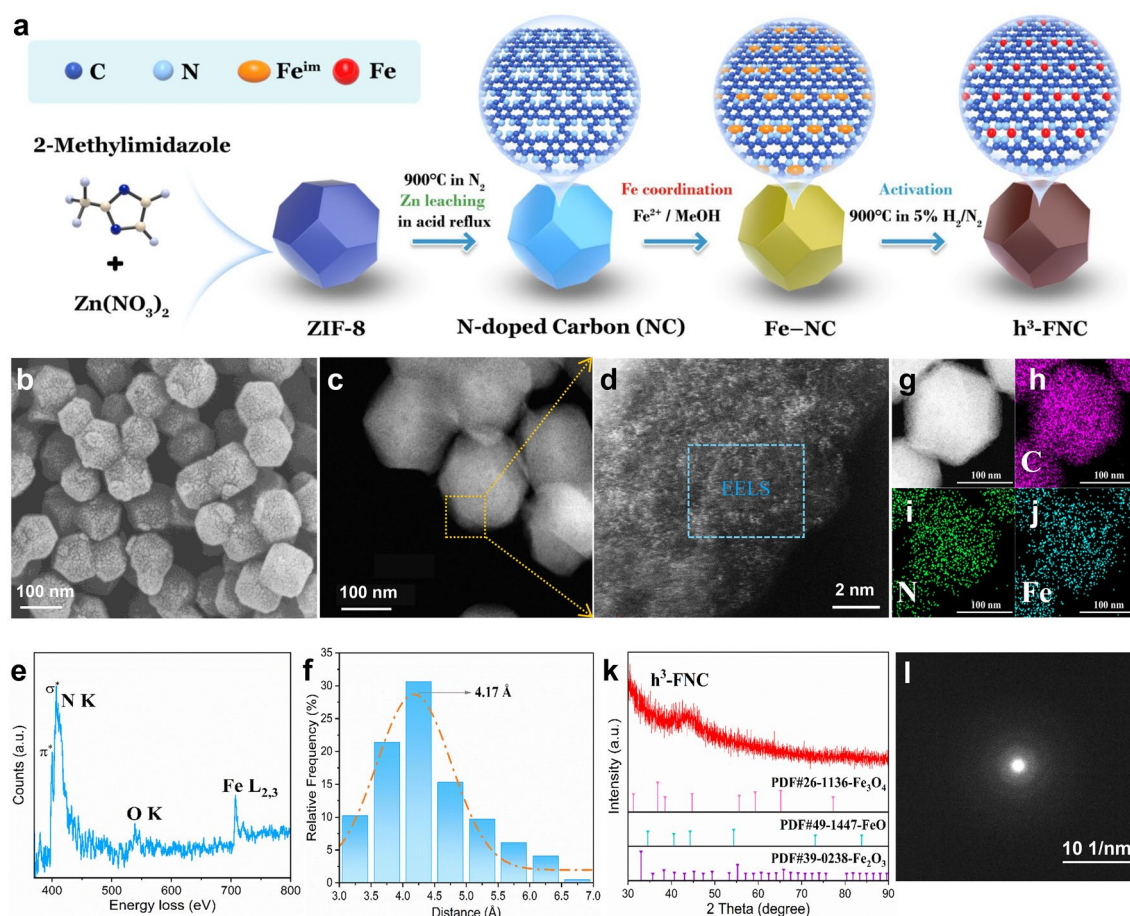 a
C N Fe^im Fe
2-Methylimidazole
+
Zn(NO₃)₂
900°C in N₂
Zn leaching
in acid reflux
Fe coordination
Fe²⁺ / MeOH
Activation
900°C in 5% H₂/N₂
ZIF-8
N-doped Carbon (NC)
Fe–NC
h³-FNC
b
100 nm
c
100 nm
d
EELS
2 nm
g
100 nm
h
C
100 nm
i
N
100 nm
j
Fe
100 nm
e
Counts (a.u.)
π*
σ*
N K
O K
Fe L₂,₃
400 500 600 700 800
Energy loss (eV)
f
Relative Frequency (%)
35
30
25
20
15
10
5
0
4.17 Å
3.0 3.5 4.0 4.5 5.0 5.5 6.0 6.5 7.0
Distance (Å)
k
Intensity (a.u.)
h³-FNC
PDF#26-1136-Fe₃O₄
PDF#49-1447-FeO
PDF#39-0238-Fe₂O₃
30 40 50 60 70 80 90
2 Theta (degree)
l
10 1/nm